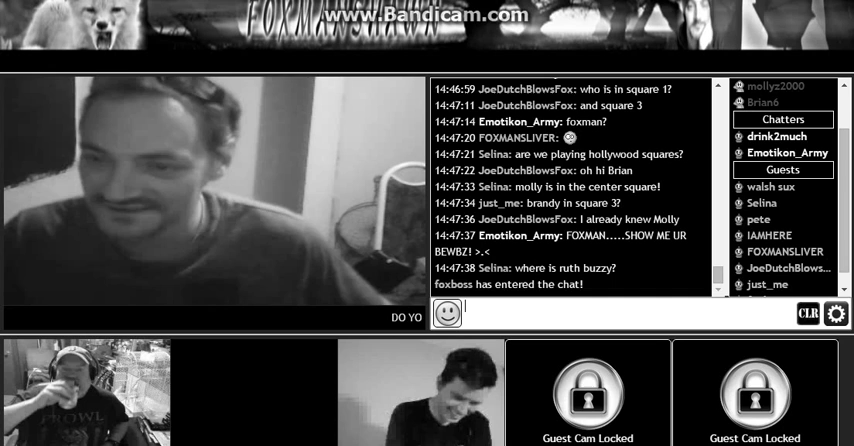 www.Bandicam.com
FOXMANSHAWN
14:46:59 JoeDutchBlowsFox: who is in square 1?
14:47:11 JoeDutchBlowsFox: and square 3
14:47:14 Emotikon_Army: foxman?
14:47:20 FOXMANSLIVER:
14:47:21 Selina: are we playing hollywood squares?
14:47:22 JoeDutchBlowsFox: oh hi Brian
14:47:33 Selina: molly is in the center square!
14:47:34 just_me: brandy in square 3?
14:47:36 JoeDutchBlowsFox: I already knew Molly
14:47:37 Emotikon_Army: FOXMAN.....SHOW ME UR
BEWBZ! >.<
14:47:38 Selina: where is ruth buzzy?
foxboss has entered the chat!
mollyz2000
Brian6
Chatters
drink2much
Emotikon_Army
Guests
walsh sux
Selina
pete
IAMHERE
FOXMANSLIVER
JoeDutchBlows...
just_me
DO YO
CLR
PROWL
Guest Cam Locked
Guest Cam Locked